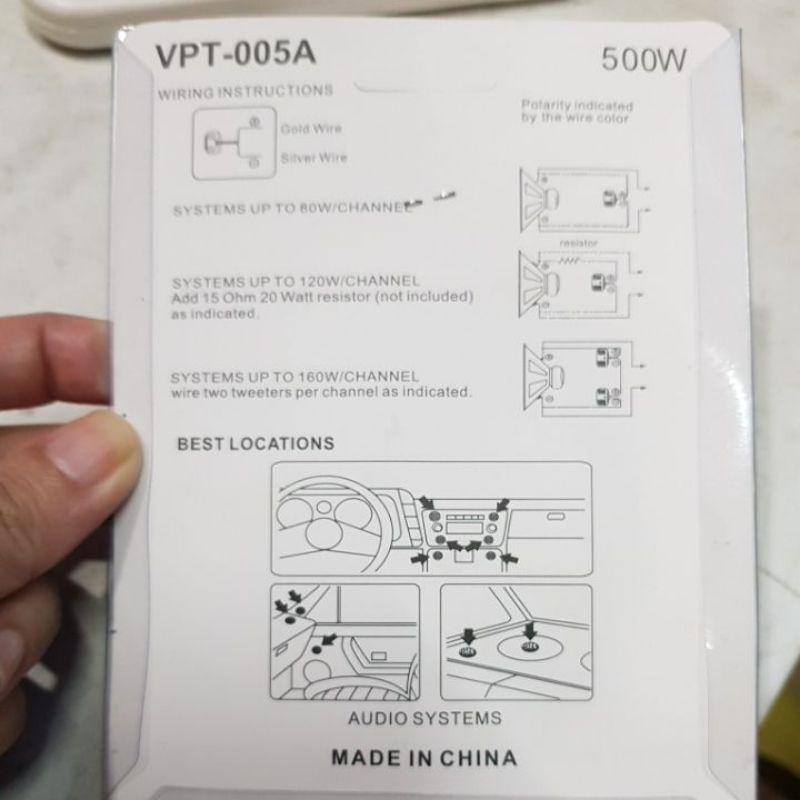 VPT-005A
500W
WIRING INSTRUCTIONS
Gold Wire
Silver Wire
Polarity indicated
by the wire color
SYSTEMS UP TO 80W/CHANNEL
resistor
SYSTEMS UP TO 120W/CHANNEL
Add 15 Ohm 20 Watt resistor (not included)
as indicated.
SYSTEMS UP TO 160W/CHANNEL
wire two tweeters per channel as indicated.
BEST LOCATIONS
AUDIO SYSTEMS
MADE IN CHINA